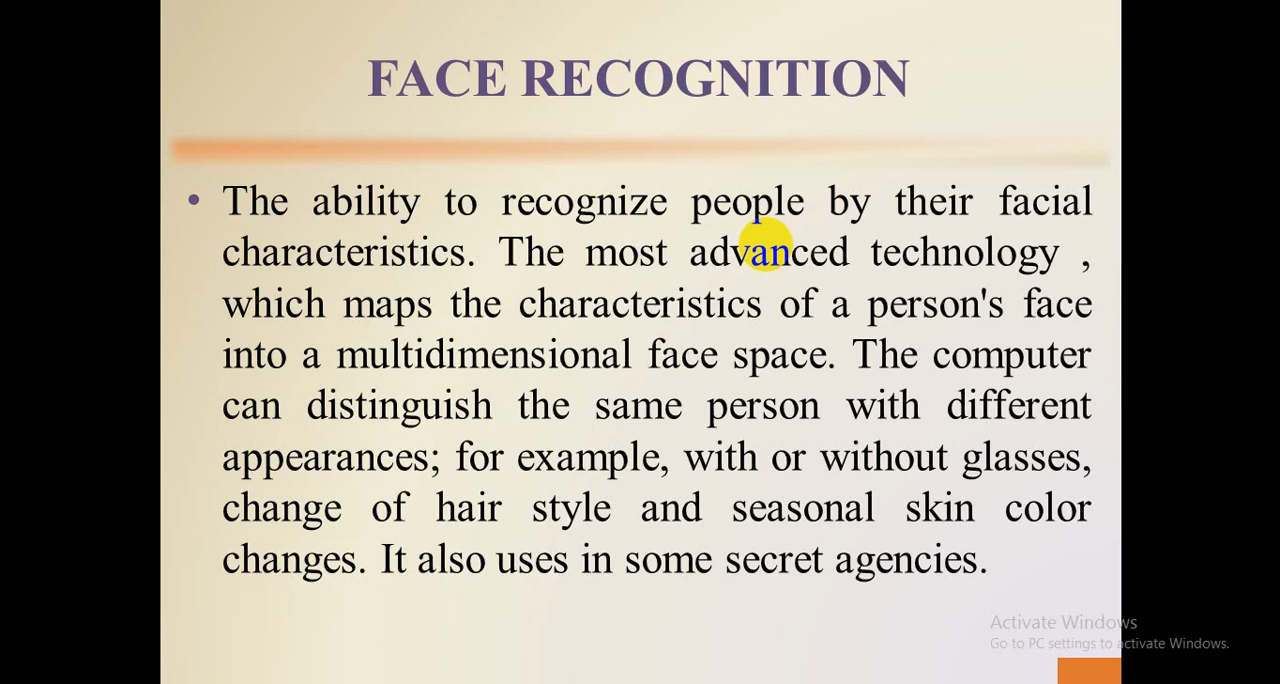 FACE RECOGNITION
• The ability to recognize people by their facial
characteristics. The most advanced technology ,
which maps the characteristics of a person's face
into a multidimensional face space. The computer
can distinguish the same person with different
appearances; for example, with or without glasses,
change of hair style and seasonal skin color
changes. It also uses in some secret agencies.
Activate Windows
Go to PC settings to activate Windows.